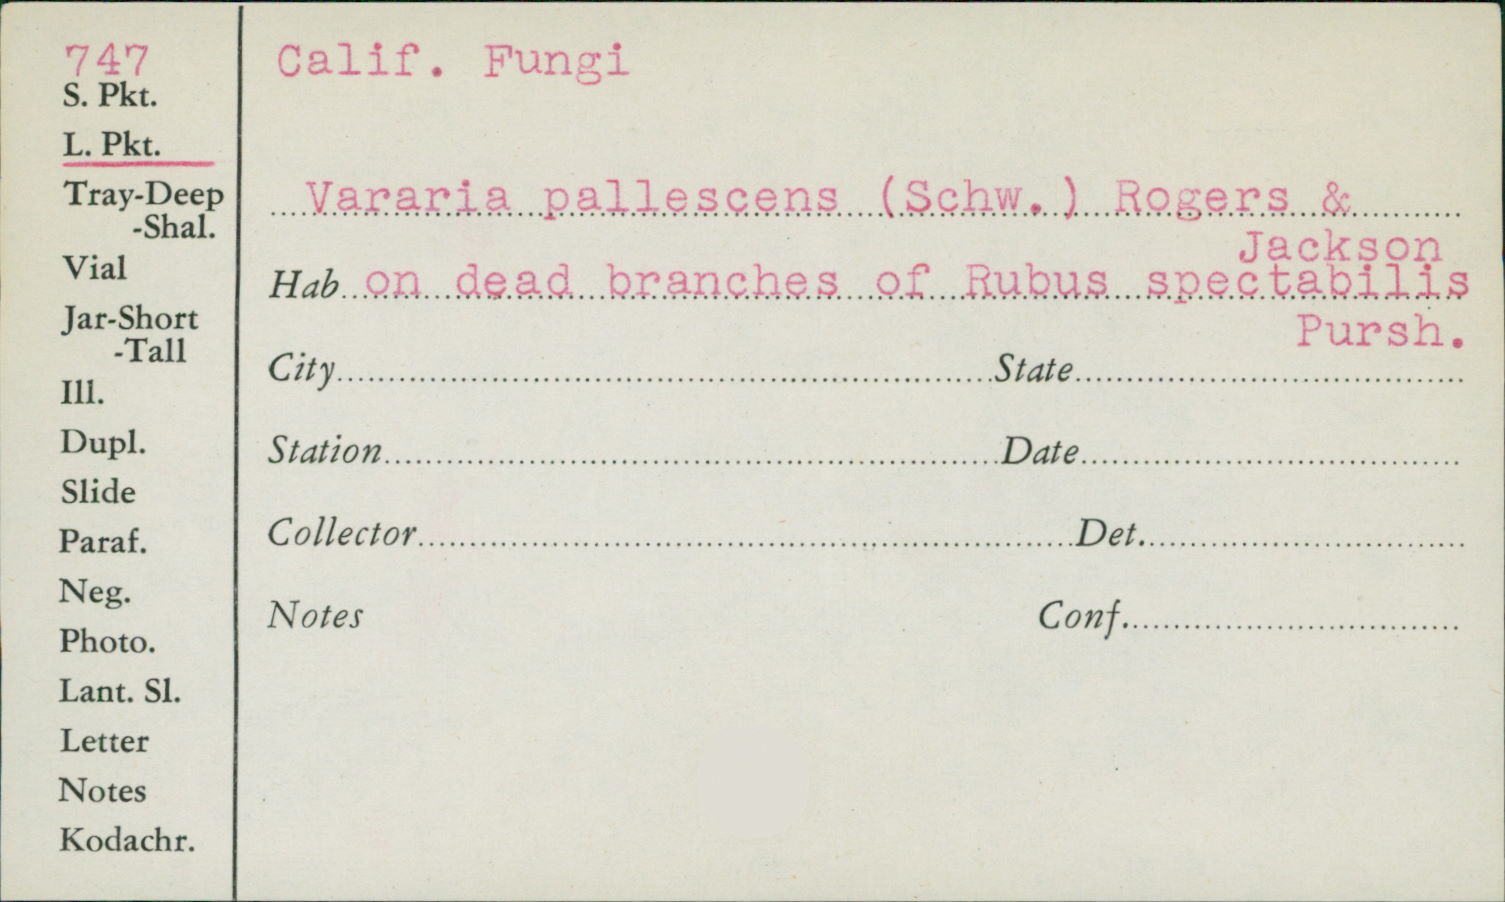 747
S. Pkt.
L. Pkt.
Tray-Deep
-Shal.
Vial
Jar-Short
-Tall
Ill.
Dupl.
Slide
Paraf.
Neg.
Photo.
Lant. Sl.
Letter
Notes
Kodachr.
Calif. Fungi
Vararia pallescens (Schw.) Rogers &
Jackson
Hab on dead branches of Rubus spectabilis
Pursh.
City State
Station Date
Collector Det.
Notes Conf.